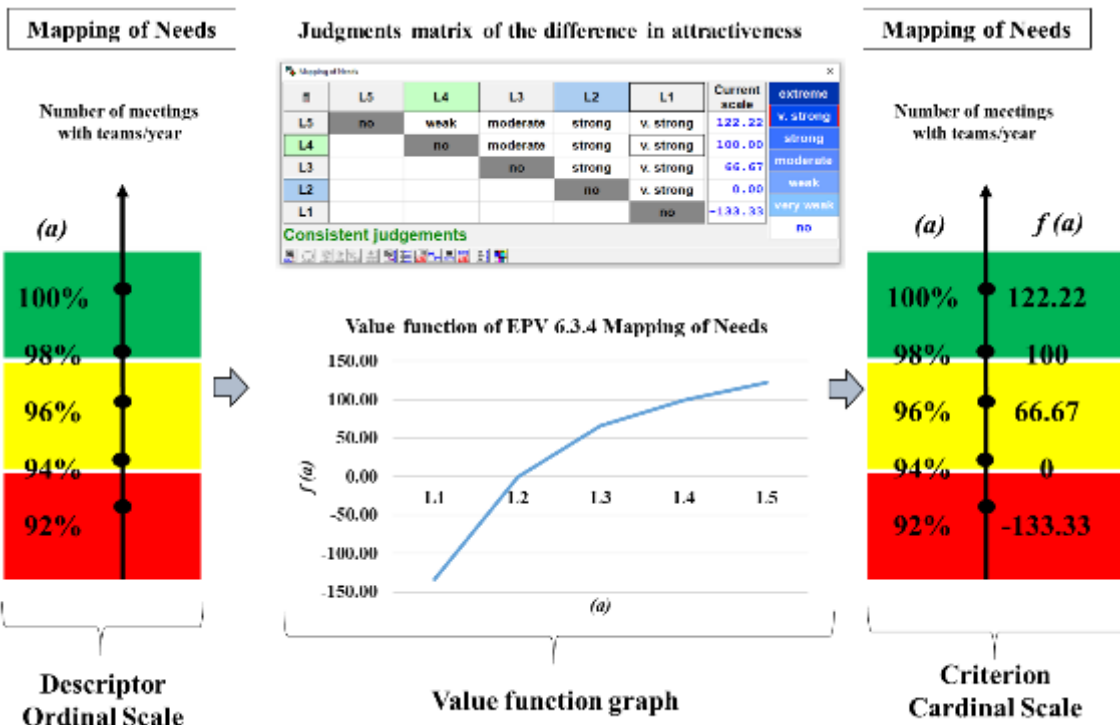 Mapping of Needs
Number of meetings
with teams/year
(a)
100%
98%
96%
94%
92%
Descriptor
Ordinal Scale
Judgments matrix of the difference in attractiveness
Mapping of Needs
L5 L4 L3 L2 L1 Current scale
L5 no weak moderate strong v. strong 122.22
L4 no moderate strong v. strong 100.00
L3 no strong v. strong 66.67
L2 no v. strong 0.00
L1 no -133.33
extreme
v. strong
strong
moderate
weak
very weak
no
Consistent judgements
Value function of EPV 6.3.4 Mapping of Needs
150.00
100.00
50.00
0.00
-50.00
-100.00
-150.00
f (a)
L1 L2 L3 L4 L5
(a)
Value function graph
Mapping of Needs
Number of meetings
with teams/year
(a) f (a)
100% 122.22
98% 100
96% 66.67
94% 0
92% -133.33
Criterion
Cardinal Scale